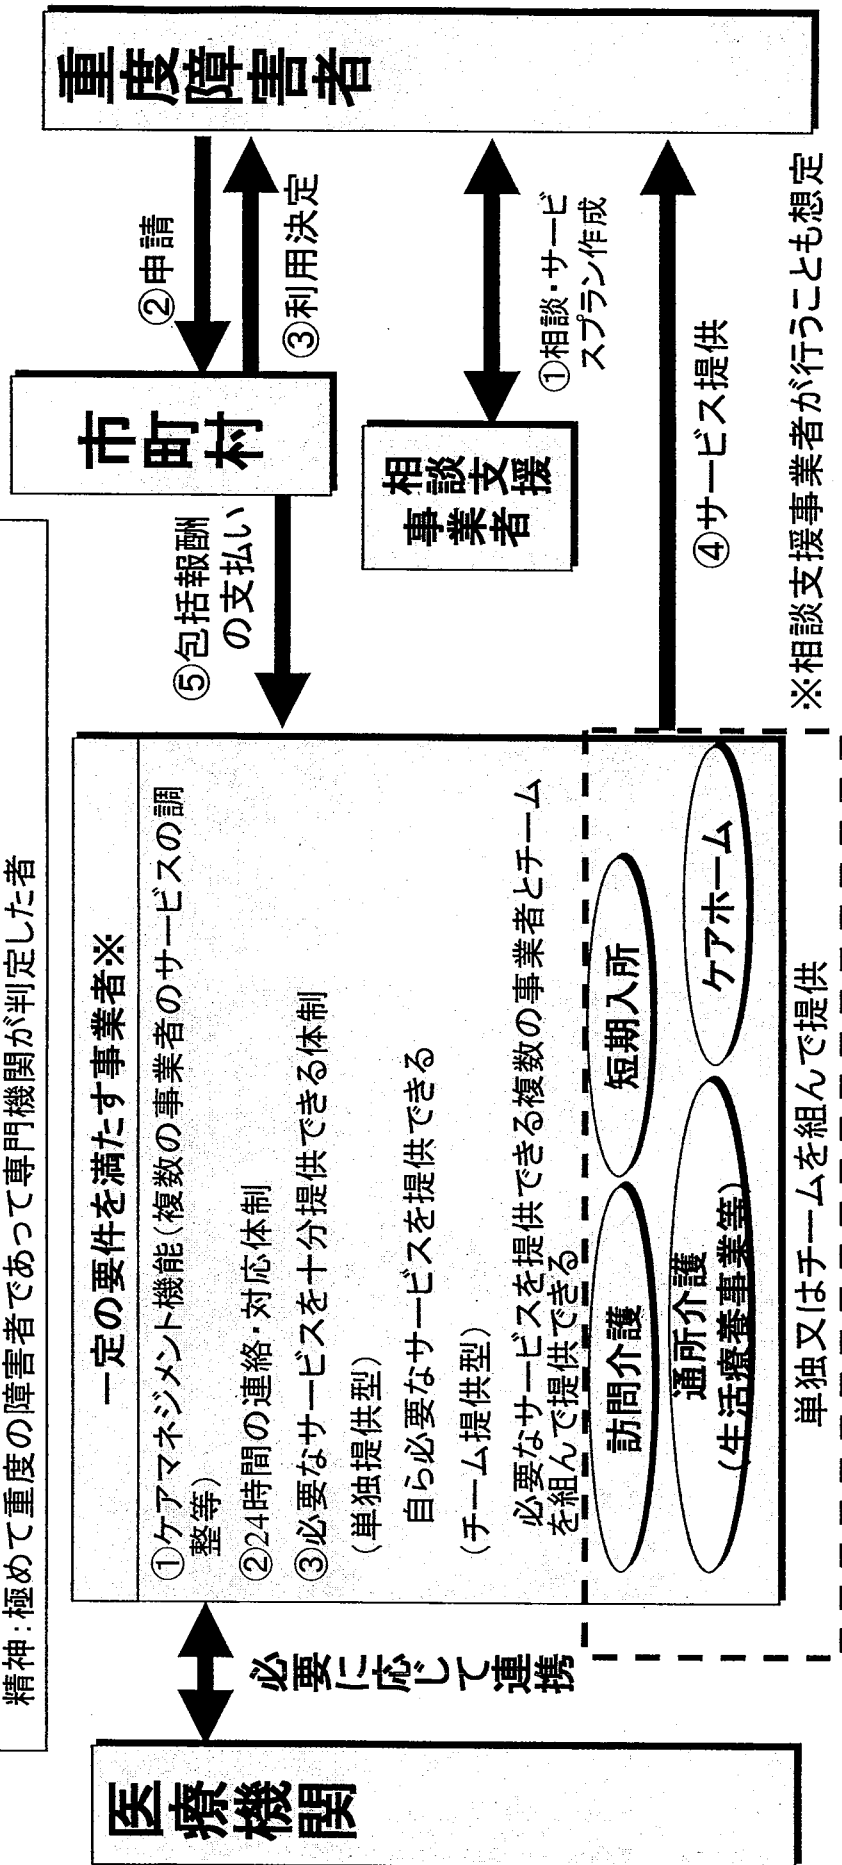 精神：極めて重度の障害者であって専門機関が判定した者
医療機関
必要に応じて連携
一定の要件を満たす事業者※
①ケアマネジメント機能（複数の事業者のサービスの調
整等）
②24時間の連絡・対応体制
③必要なサービスを十分提供できる体制
（単独提供型）
自ら必要なサービスを提供できる
（チーム提供型）
必要なサービスを提供できる複数の事業者とチーム
を組んで提供できる
訪問介護
短期入所
通所介護
（生活療養事業等）
ケアホーム
単独又はチームを組んで提供
⑤包括報酬
の支払い
市町村
②申請
③利用決定
相談支援
事業者
①相談・サービ
スプラン作成
④サービス提供
※相談支援事業者が行うことも想定
重度障害者